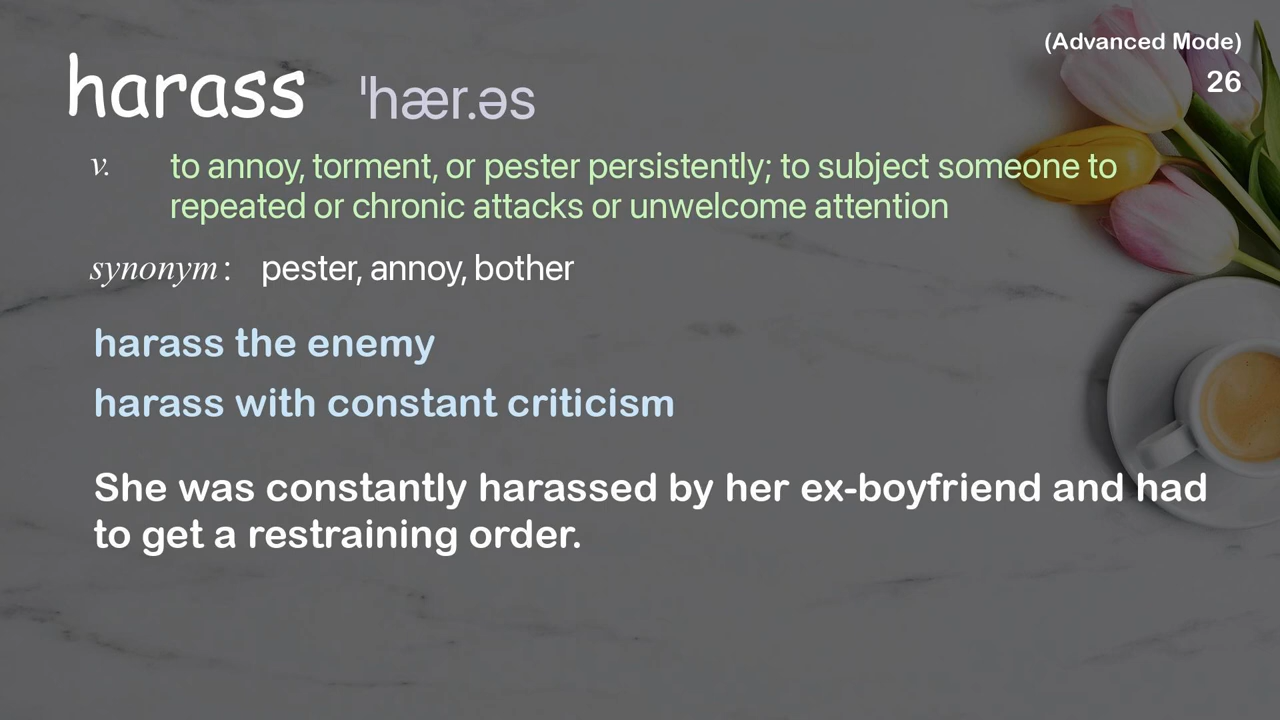 (Advanced Mode)
26
harass ˈhær.əs
v. to annoy, torment, or pester persistently; to subject someone to
repeated or chronic attacks or unwelcome attention
synonym : pester, annoy, bother
harass the enemy
harass with constant criticism
She was constantly harassed by her ex-boyfriend and had
to get a restraining order.